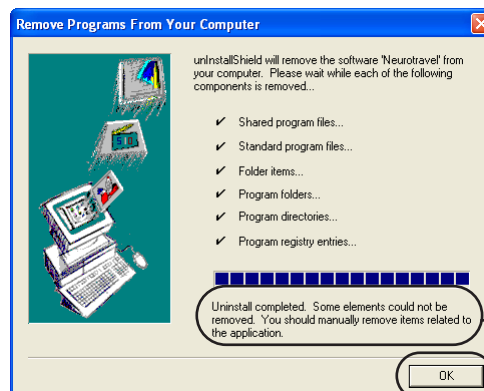 Remove Programs From Your Computer
unInstallShield will remove the software 'Neurotravel' from
your computer. Please wait while each of the following
components is removed...
Shared program files...
Standard program files...
Folder items...
Program folders...
Program directories...
Program registry entries...
Uninstall completed. Some elements could not be
removed. You should manually remove items related to
the application.
OK